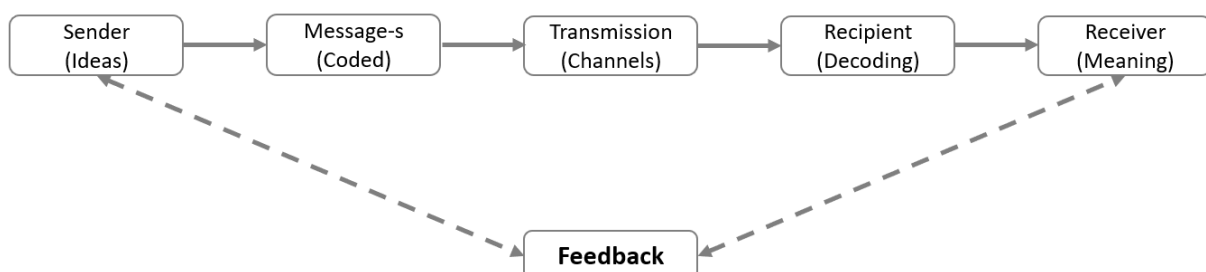 Sender
(Ideas)
Message-s
(Coded)
Transmission
(Channels)
Recipient
(Decoding)
Receiver
(Meaning)
Feedback